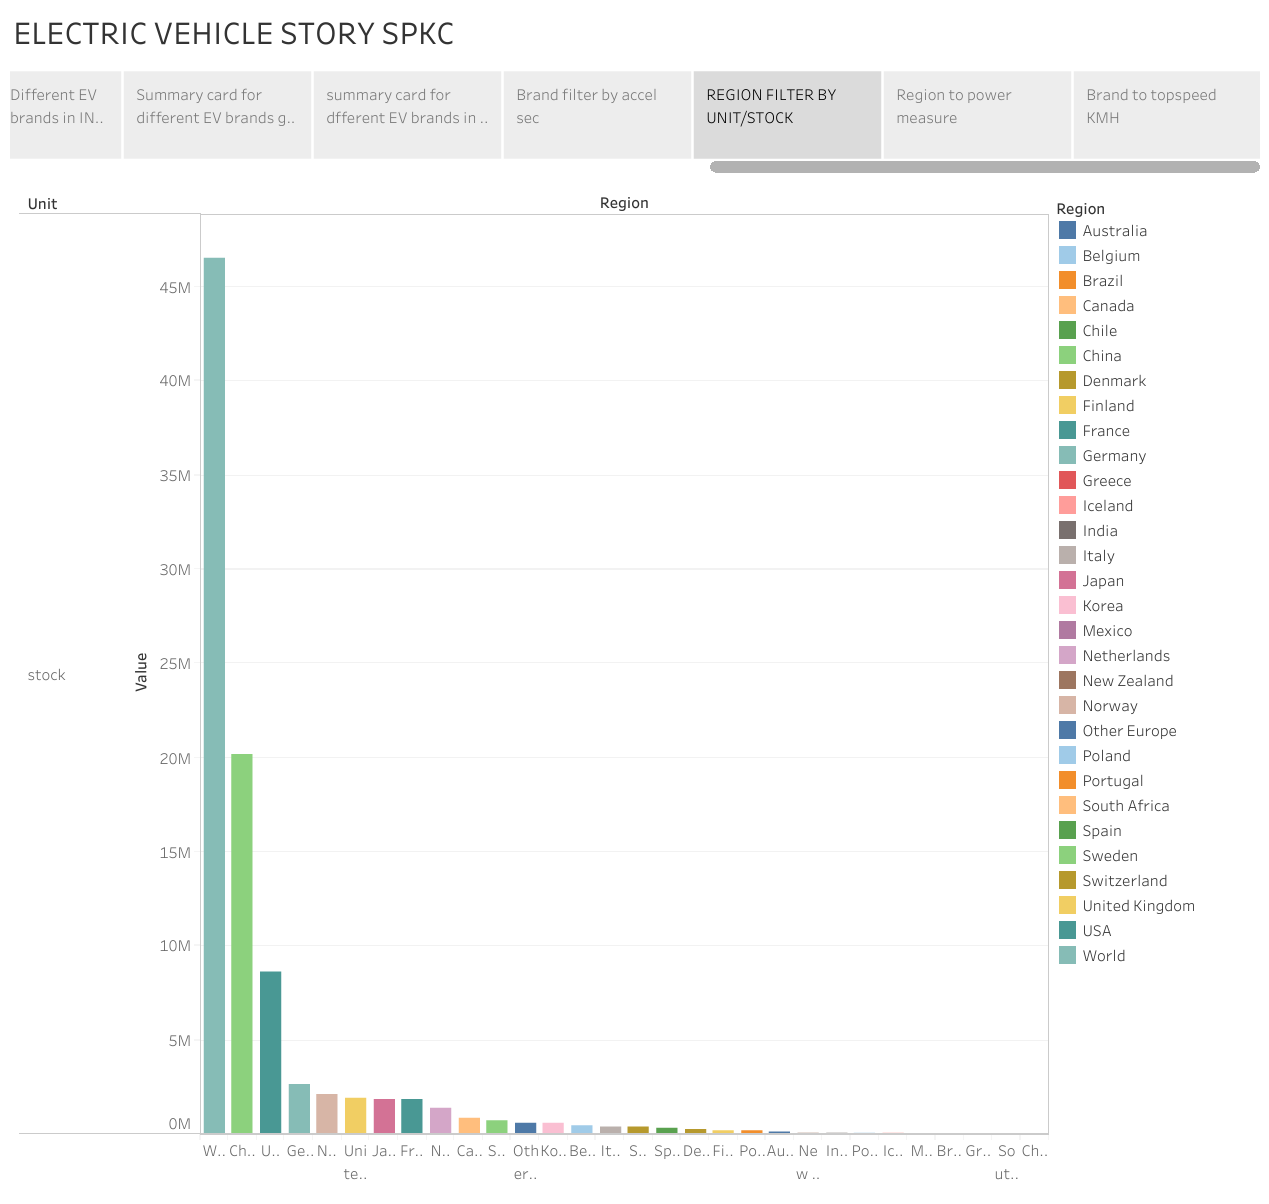 ELECTRIC VEHICLE STORY SPKC
Different EV
brands in IN..
Summary card for
different EV brands g..
summary card for
dfferent EV brands in ..
Brand filter by accel
sec
REGION FILTER BY
UNIT/STOCK
Region to power
measure
Brand to topspeed
KMH
Unit
Region
stock
Value
45M
40M
35M
30M
25M
20M
15M
10M
5M
0M
W.. Ch.. U.. Ge.. N.. Uni Ja.. Fr.. N.. Ca.. S.. Oth Ko.. Be.. It.. S.. Sp.. De.. Fi.. Po.. Au.. Ne In.. Po.. Ic.. M.. Br.. Gr.. So Ch..
te.. er.. w .. ut..
Region
Australia
Belgium
Brazil
Canada
Chile
China
Denmark
Finland
France
Germany
Greece
Iceland
India
Italy
Japan
Korea
Mexico
Netherlands
New Zealand
Norway
Other Europe
Poland
Portugal
South Africa
Spain
Sweden
Switzerland
United Kingdom
USA
World